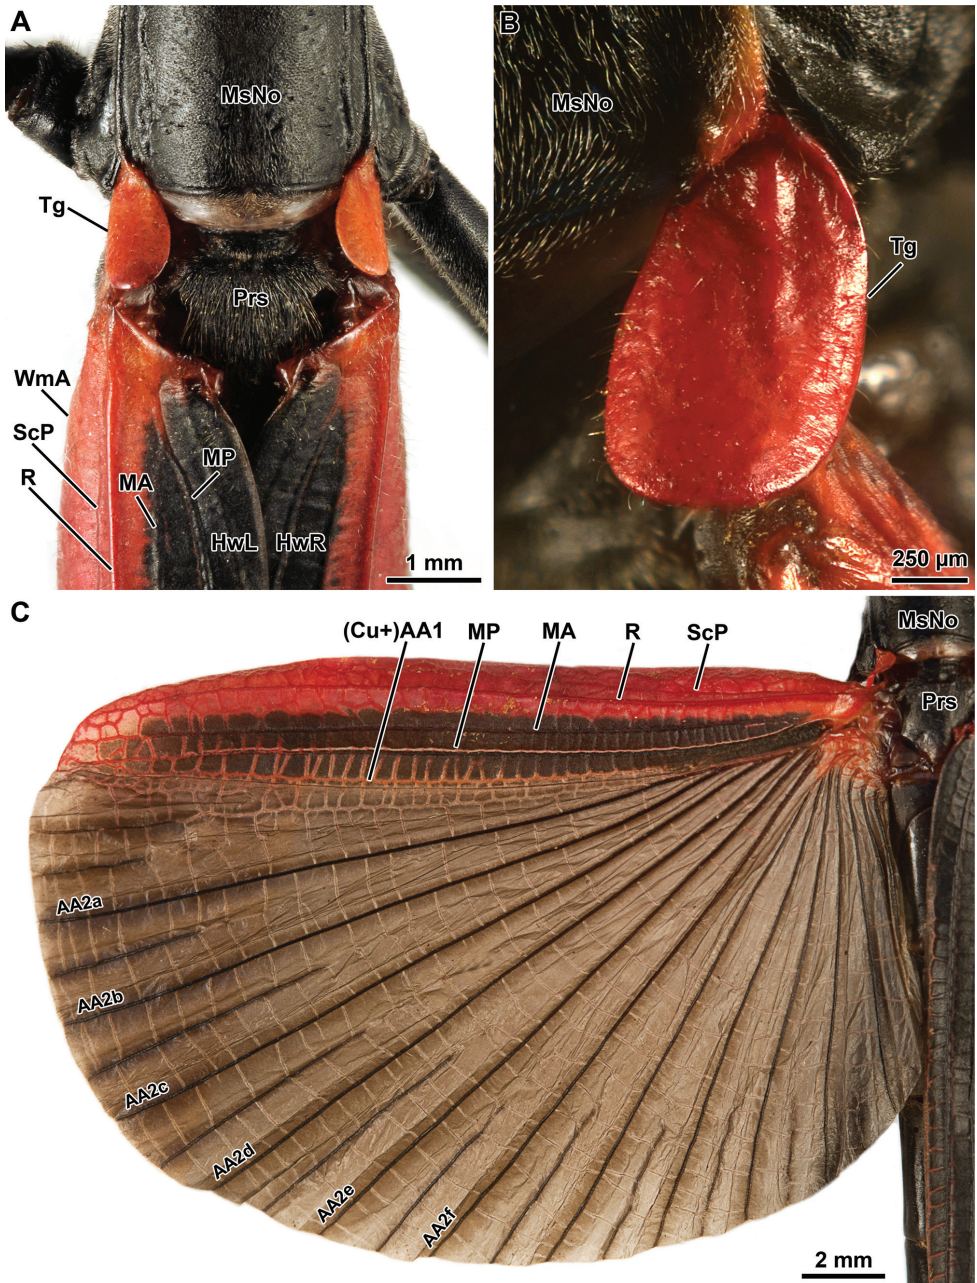 A
MsNo
Tg
Prs
WmA
ScP
R
MA
MP
HwL
HwR
1 mm
B
MsNo
Tg
250 µm
C
(Cu+)AA1
MP
MA
R
ScP
MsNo
Prs
AA2a
AA2b
AA2c
AA2d
AA2e
AA2f
2 mm